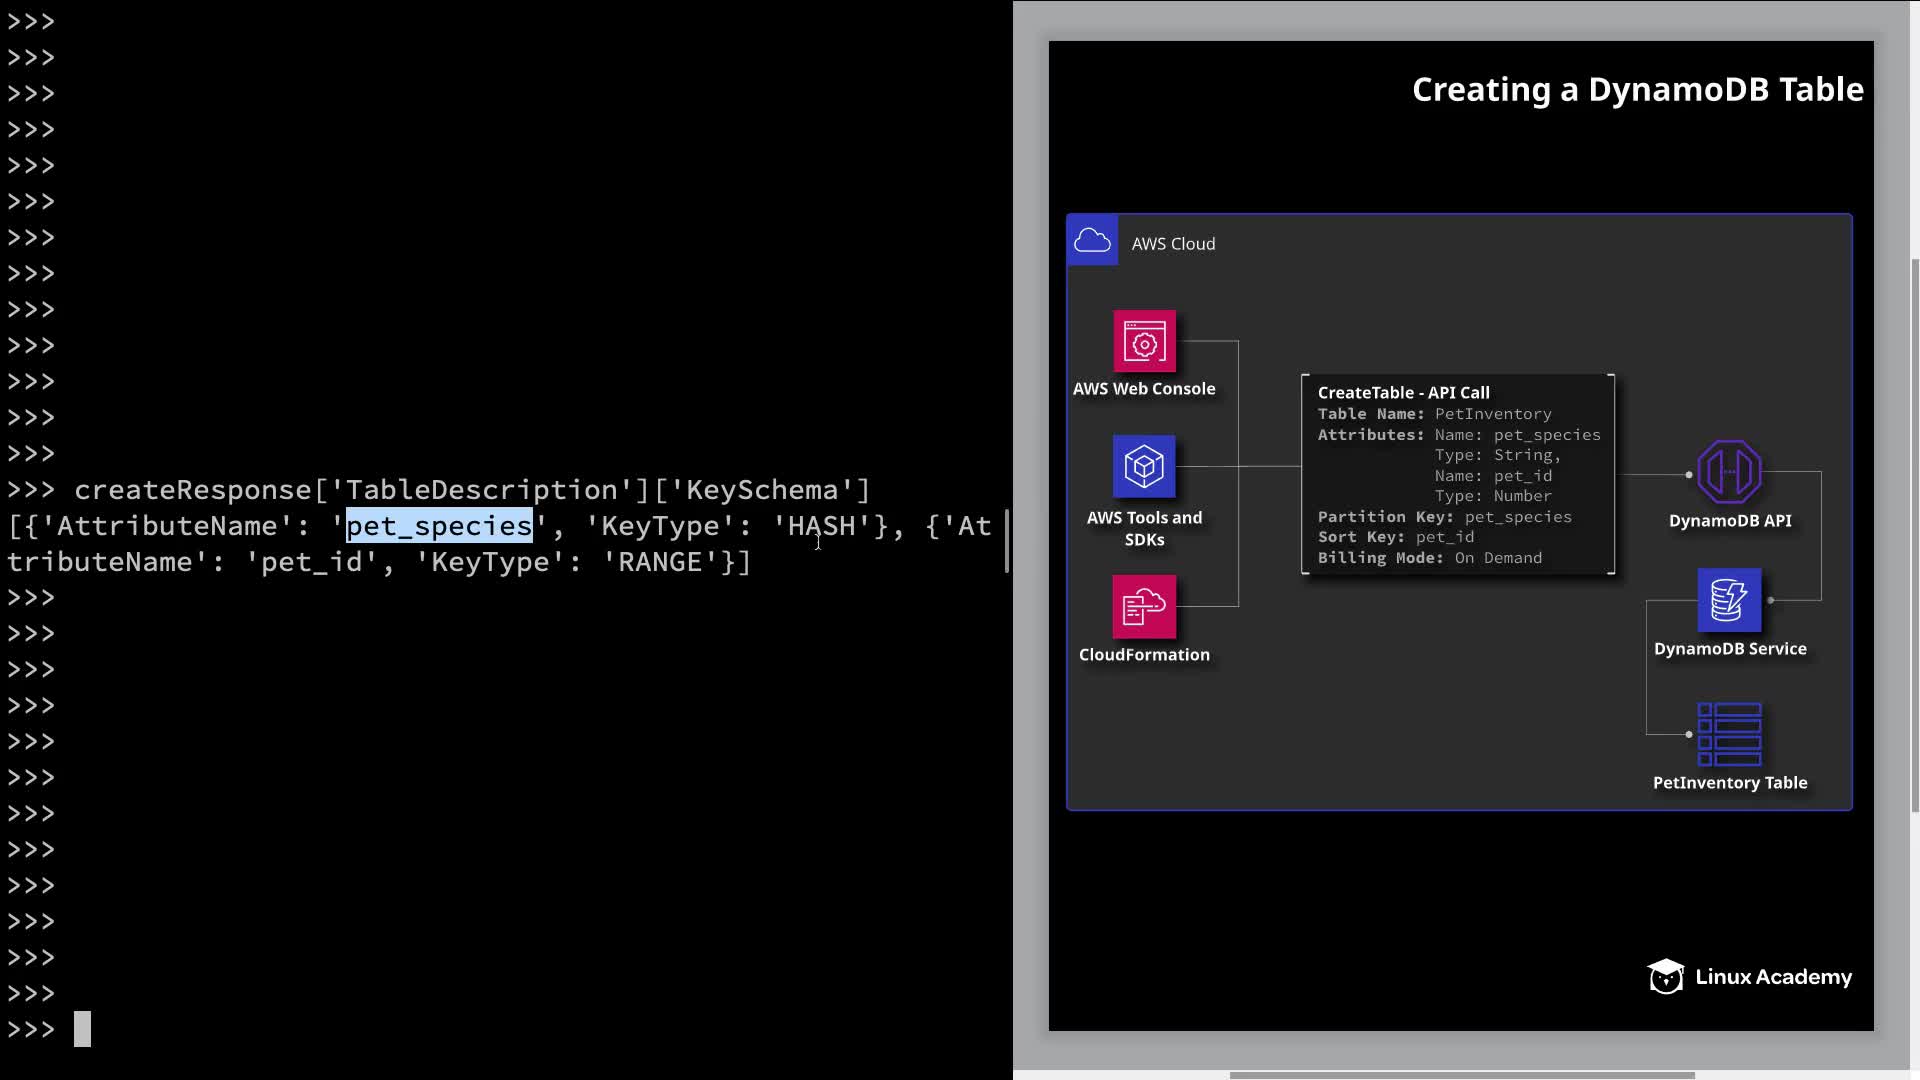 >>>
>>>
>>>
>>>
>>>
>>>
>>>
>>>
>>>
>>>
>>>
>>>
>>>
>>> createResponse['TableDescription']['KeySchema']
[{'AttributeName': 'pet_species', 'KeyType': 'HASH'}, {'At
tributeName': 'pet_id', 'KeyType': 'RANGE'}]
>>>
>>>
>>>
>>>
>>>
>>>
>>>
>>>
>>>
>>>
>>>
>>>
>>>
Creating a DynamoDB Table
AWS Cloud
AWS Web Console
AWS Tools and
SDKs
CloudFormation
CreateTable - API Call
Table Name: PetInventory
Attributes: Name: pet_species
Type: String,
Name: pet_id
Type: Number
Partition Key: pet_species
Sort Key: pet_id
Billing Mode: On Demand
DynamoDB API
DynamoDB Service
PetInventory Table
Linux Academy